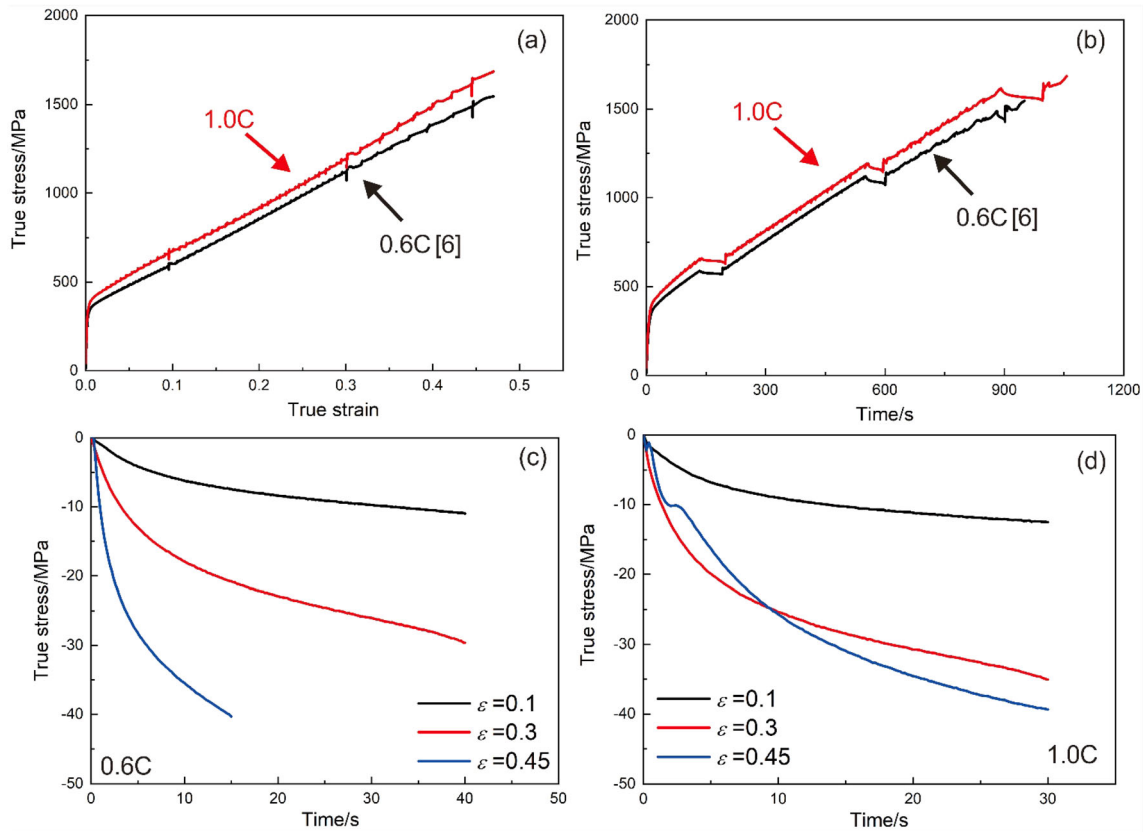 (a)
True stress/MPa
2000
1500
1000
500
0
1.0C
0.6C [6]
0.0 0.1 0.2 0.3 0.4 0.5
True strain
(b)
True stress/MPa
2000
1500
1000
500
0
1.0C
0.6C [6]
0 300 600 900 1200
Time/s
(c)
True stress/MPa
0
-10
-20
-30
-40
-50
ε=0.1
ε=0.3
ε=0.45
0.6C
0 10 20 30 40 50
Time/s
(d)
True stress/MPa
0
-10
-20
-30
-40
-50
ε=0.1
ε=0.3
ε=0.45
1.0C
0 10 20 30
Time/s